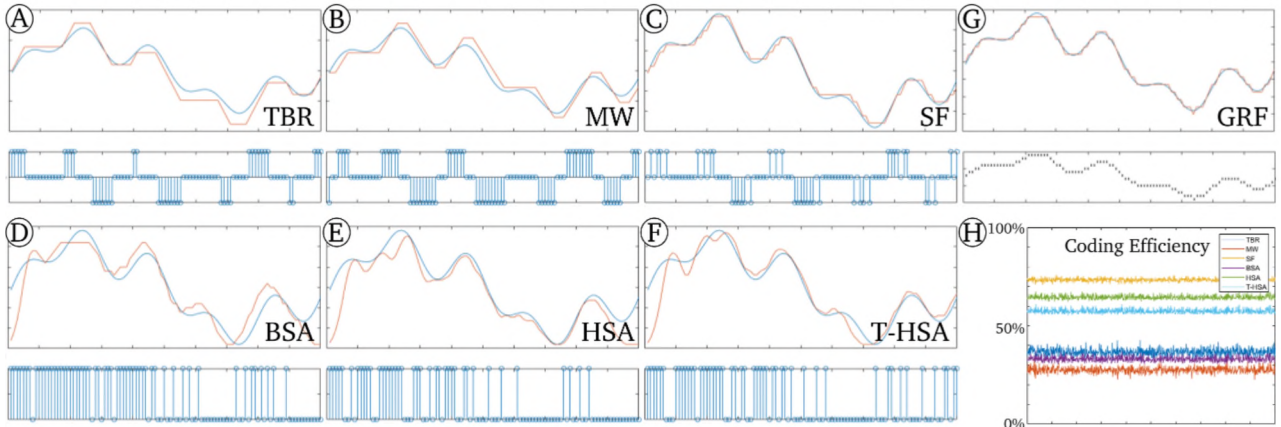 A
TBR
B
MW
C
SF
G
GRF
D
BSA
E
HSA
F
T-HSA
H
100%
Coding Efficiency
TBR
MW
SF
BSA
HSA
T-HSA
50%
0%